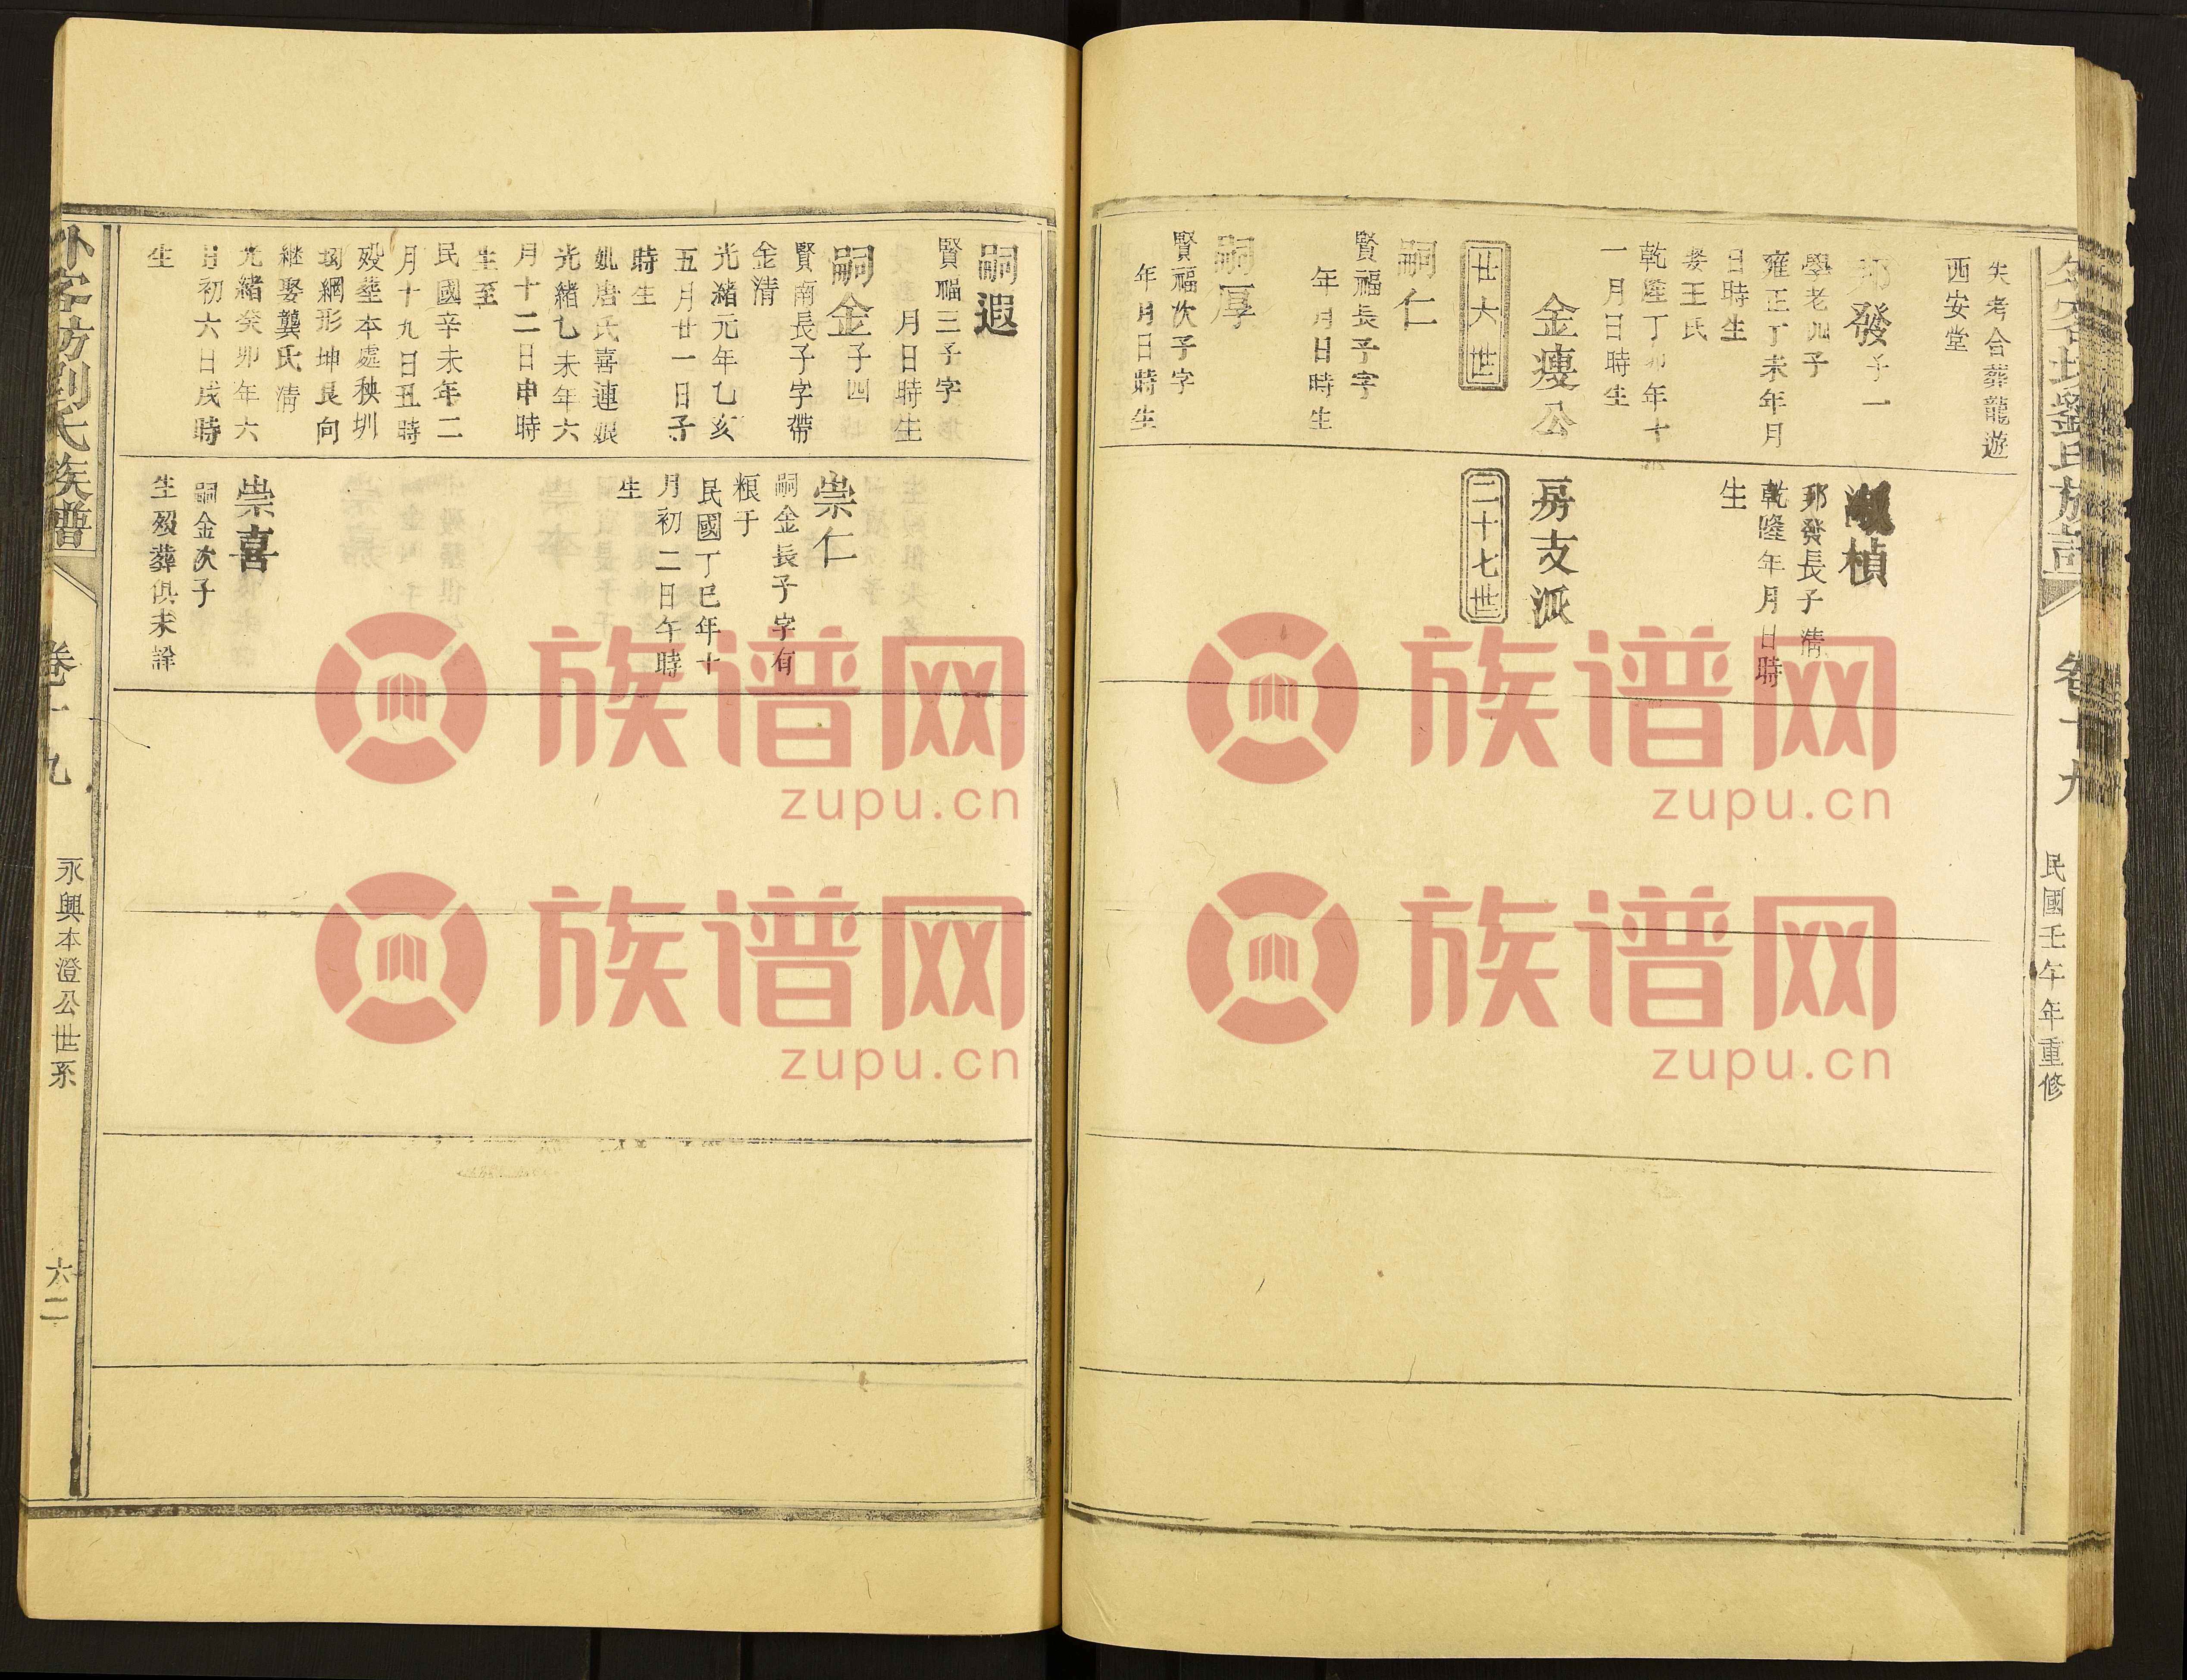 民國壬午年重修
失考合葬龍遊
西安堂
邦發子一
學老四子
雍正丁未年月
日時生
娶王氏
乾隆丁卯年十
一月日時生
楨
邦發長子清
乾隆年月日時
生
金瘦公
房支派
廿六世
二十七世
嗣仁
賢福長子字
年月日時生
嗣厚
賢福次子字
年月日時生
嗣遐
賢福三子字
年月日時生
嗣金子四
賢南長子字帶
金清
光緒元年乙亥
五月廿一日子
時生
娶唐氏喜連娘
光緒乙未年六
月十二日申時
生至
民國辛未年二
月十九日丑時
歿塟本處秧圳
坳網形坤艮向
継娶龔氏清
光緒癸卯年六
月初六日戌時
生
崇仁
嗣金長子字有
粮于
民國丁巳年十
月初二日午時
生
崇喜
嗣金次子
生歿葬俱未詮
劉氏族譜
卷十九
永興本澄公世系
六二
族谱网
zupu.cn
族谱网
zupu.cn
族谱网
zupu.cn
族谱网
zupu.cn